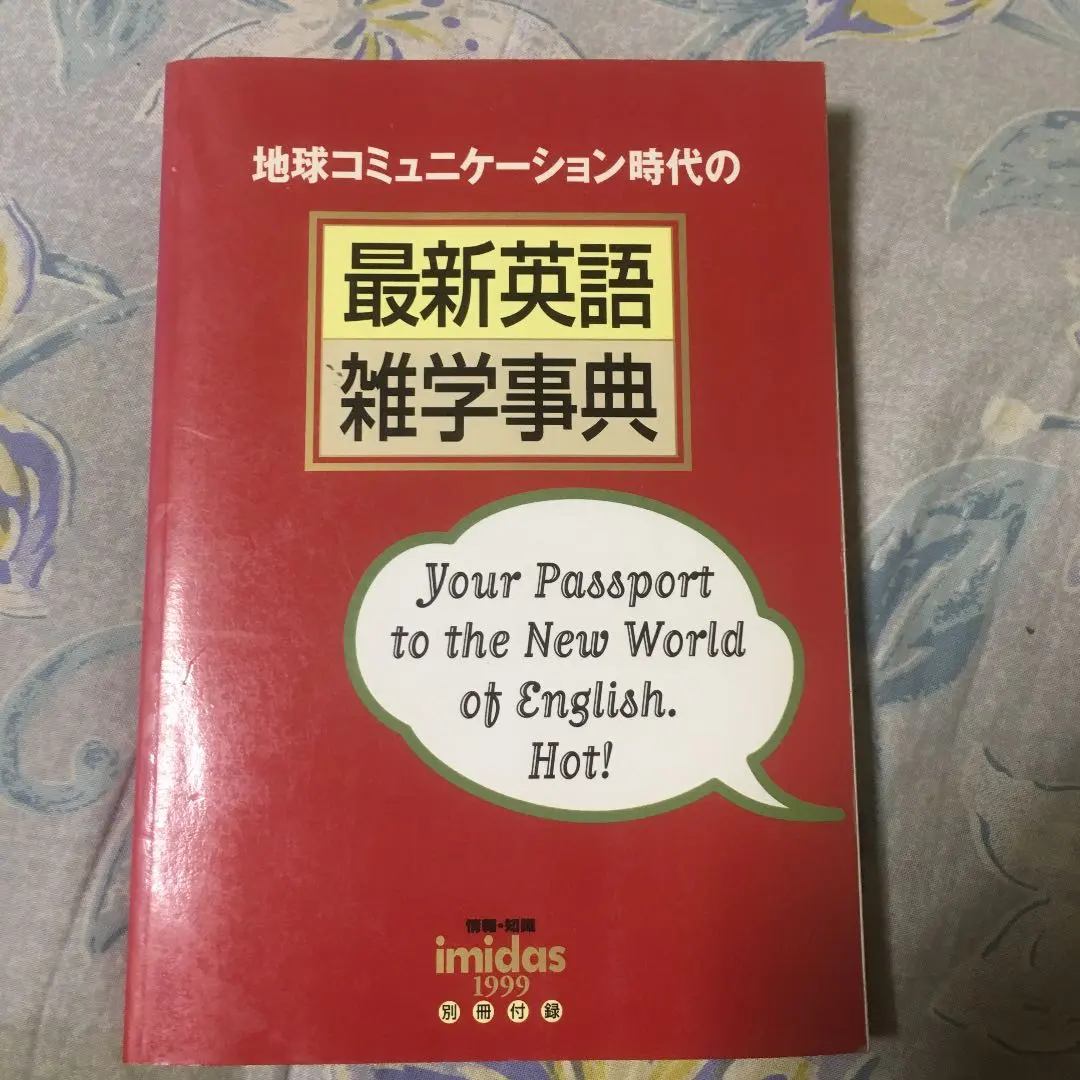 地球コミュニケーション時代の
最新英語
雑学事典
Your Passport
to the New World
of English.
Hot!
情報・知識
imidas
1999
別冊付録